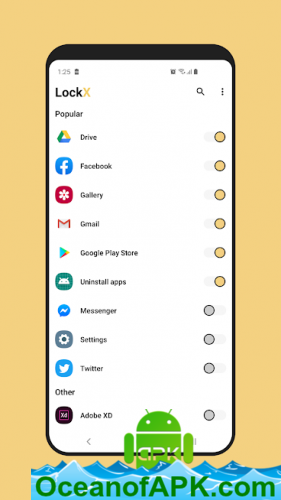 1:25
LockX
Popular
Drive
Facebook
Gallery
Gmail
Google Play Store
Uninstall apps
Messenger
Settings
Twitter
Other
Xd Adobe XD
APK
OceanofAPK.com